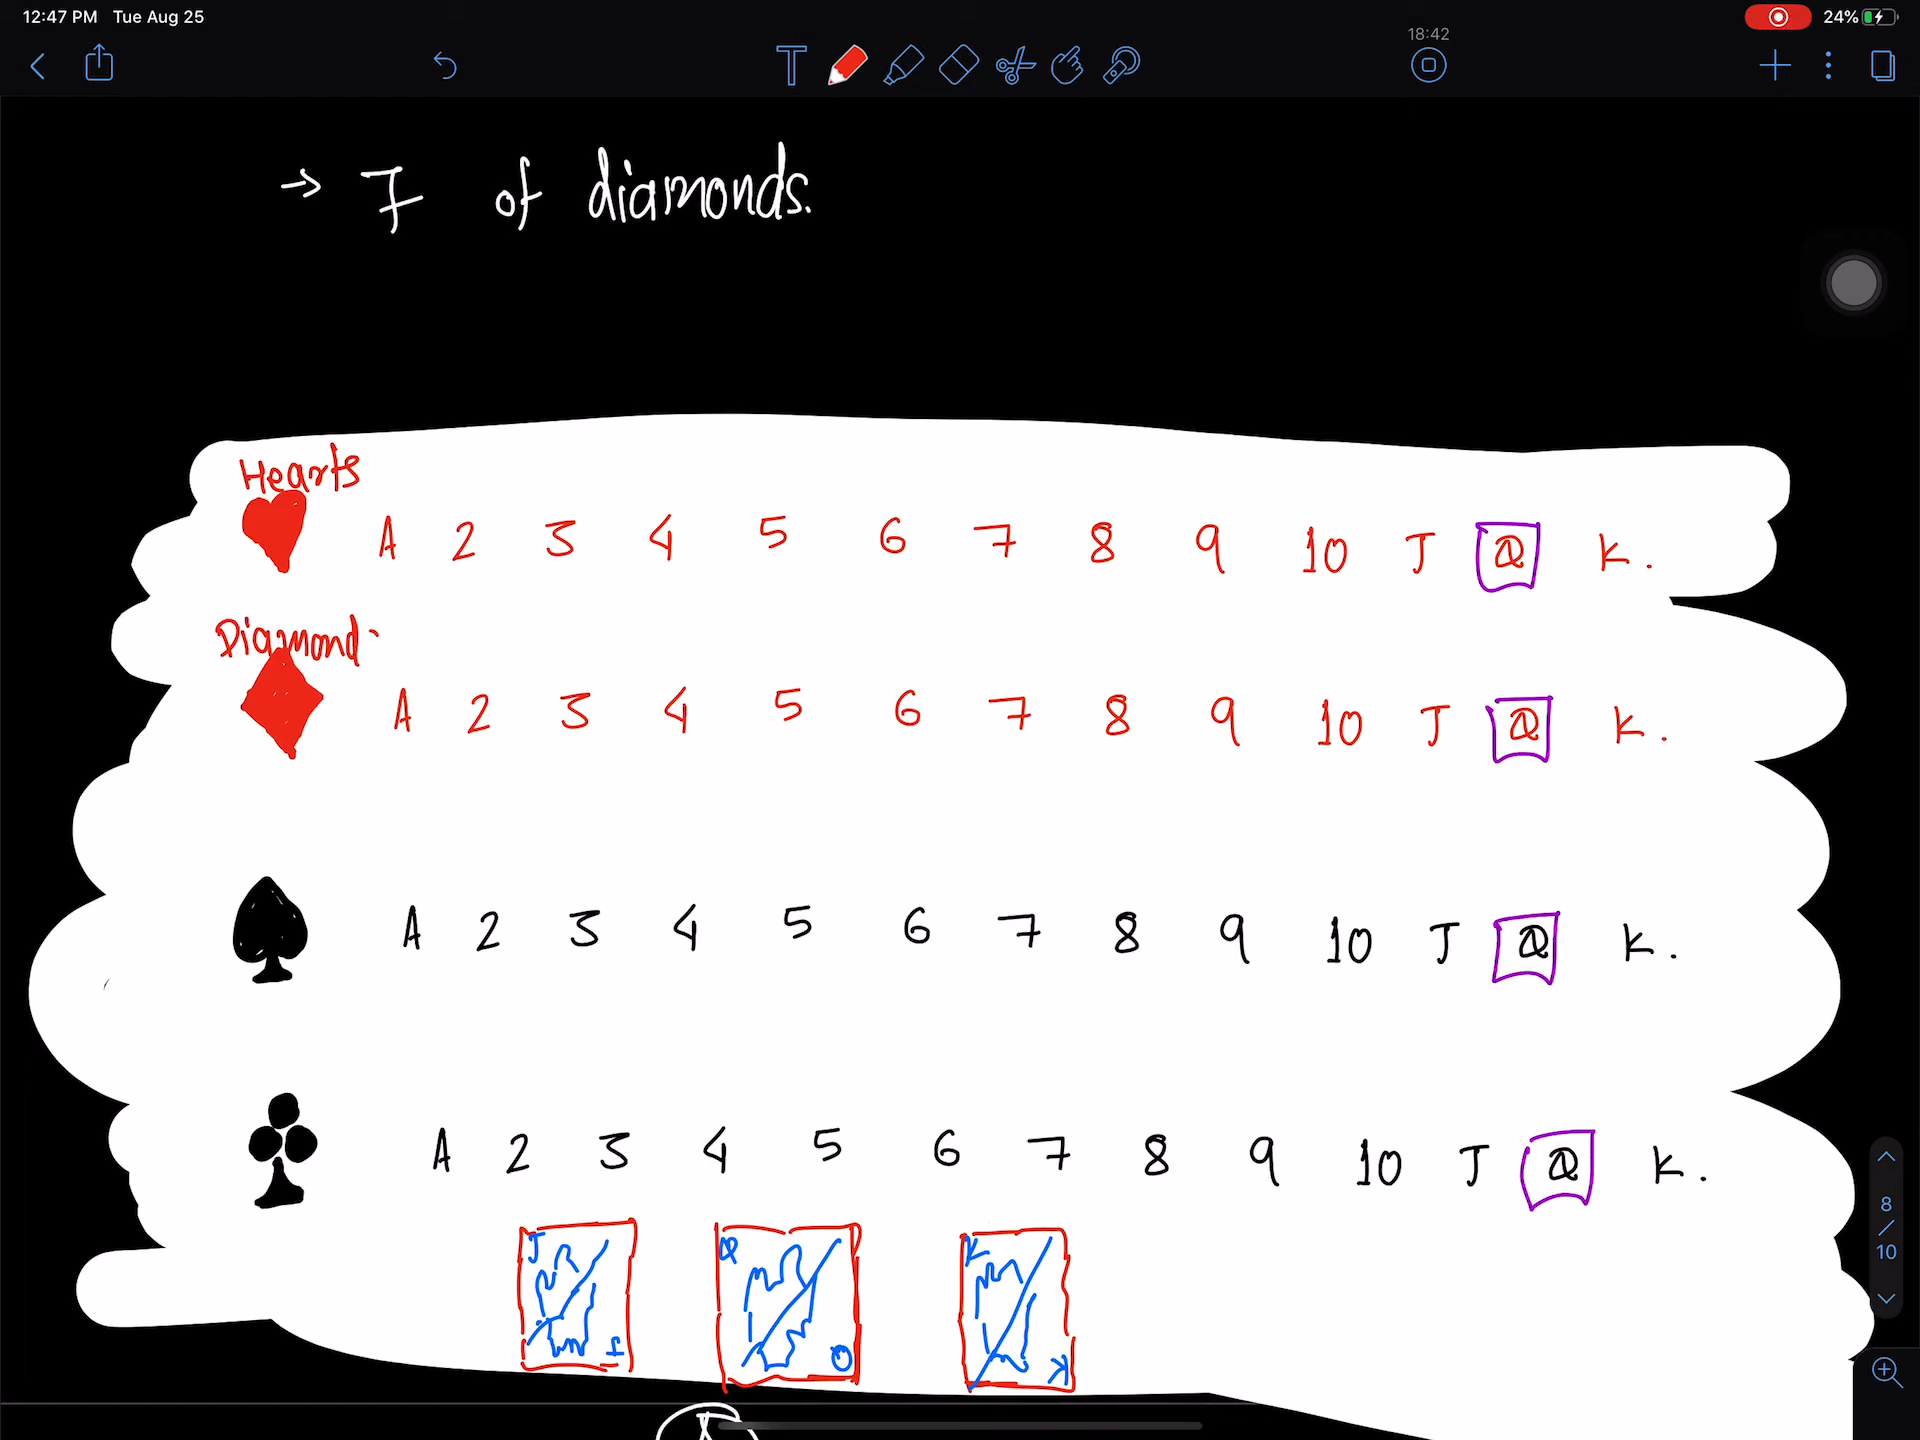 12:47 PM Tue Aug 25
24%
18:42
→ 7 of diamonds.
Hearts
A 2 3 4 5 6 7 8 9 10 J Q K.
Diamond
A 2 3 4 5 6 7 8 9 10 J Q K.
A 2 3 4 5 6 7 8 9 10 J Q K.
A 2 3 4 5 6 7 8 9 10 J Q K.
J Q K
8
/
10